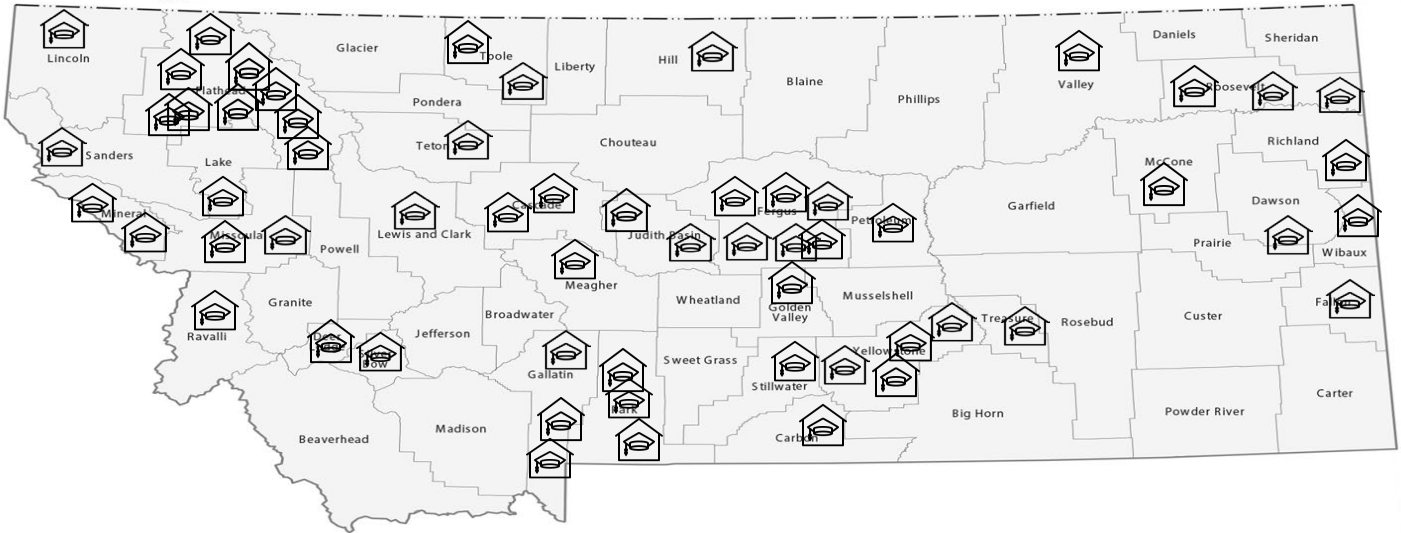 Lincoln
Flathead
Glacier
Toole
Liberty
Hill
Blaine
Phillips
Valley
Daniels
Sheridan
Roosevelt
Pondera
Teton
Chouteau
Richland
Sanders
Lake
McCone
Garfield
Dawson
Mineral
Missoula
Powell
Lewis and Clark
Cascade
Judith Basin
Fergus
Petroleum
Prairie
Wibaux
Meagher
Granite
Ravalli
Deer
Silver
Bow
Jefferson
Broadwater
Wheatland
Golden
Valley
Musselshell
Treasure
Rosebud
Custer
Fallon
Gallatin
Park
Sweet Grass
Stillwater
Yellowstone
Beaverhead
Madison
Carbon
Big Horn
Powder River
Carter